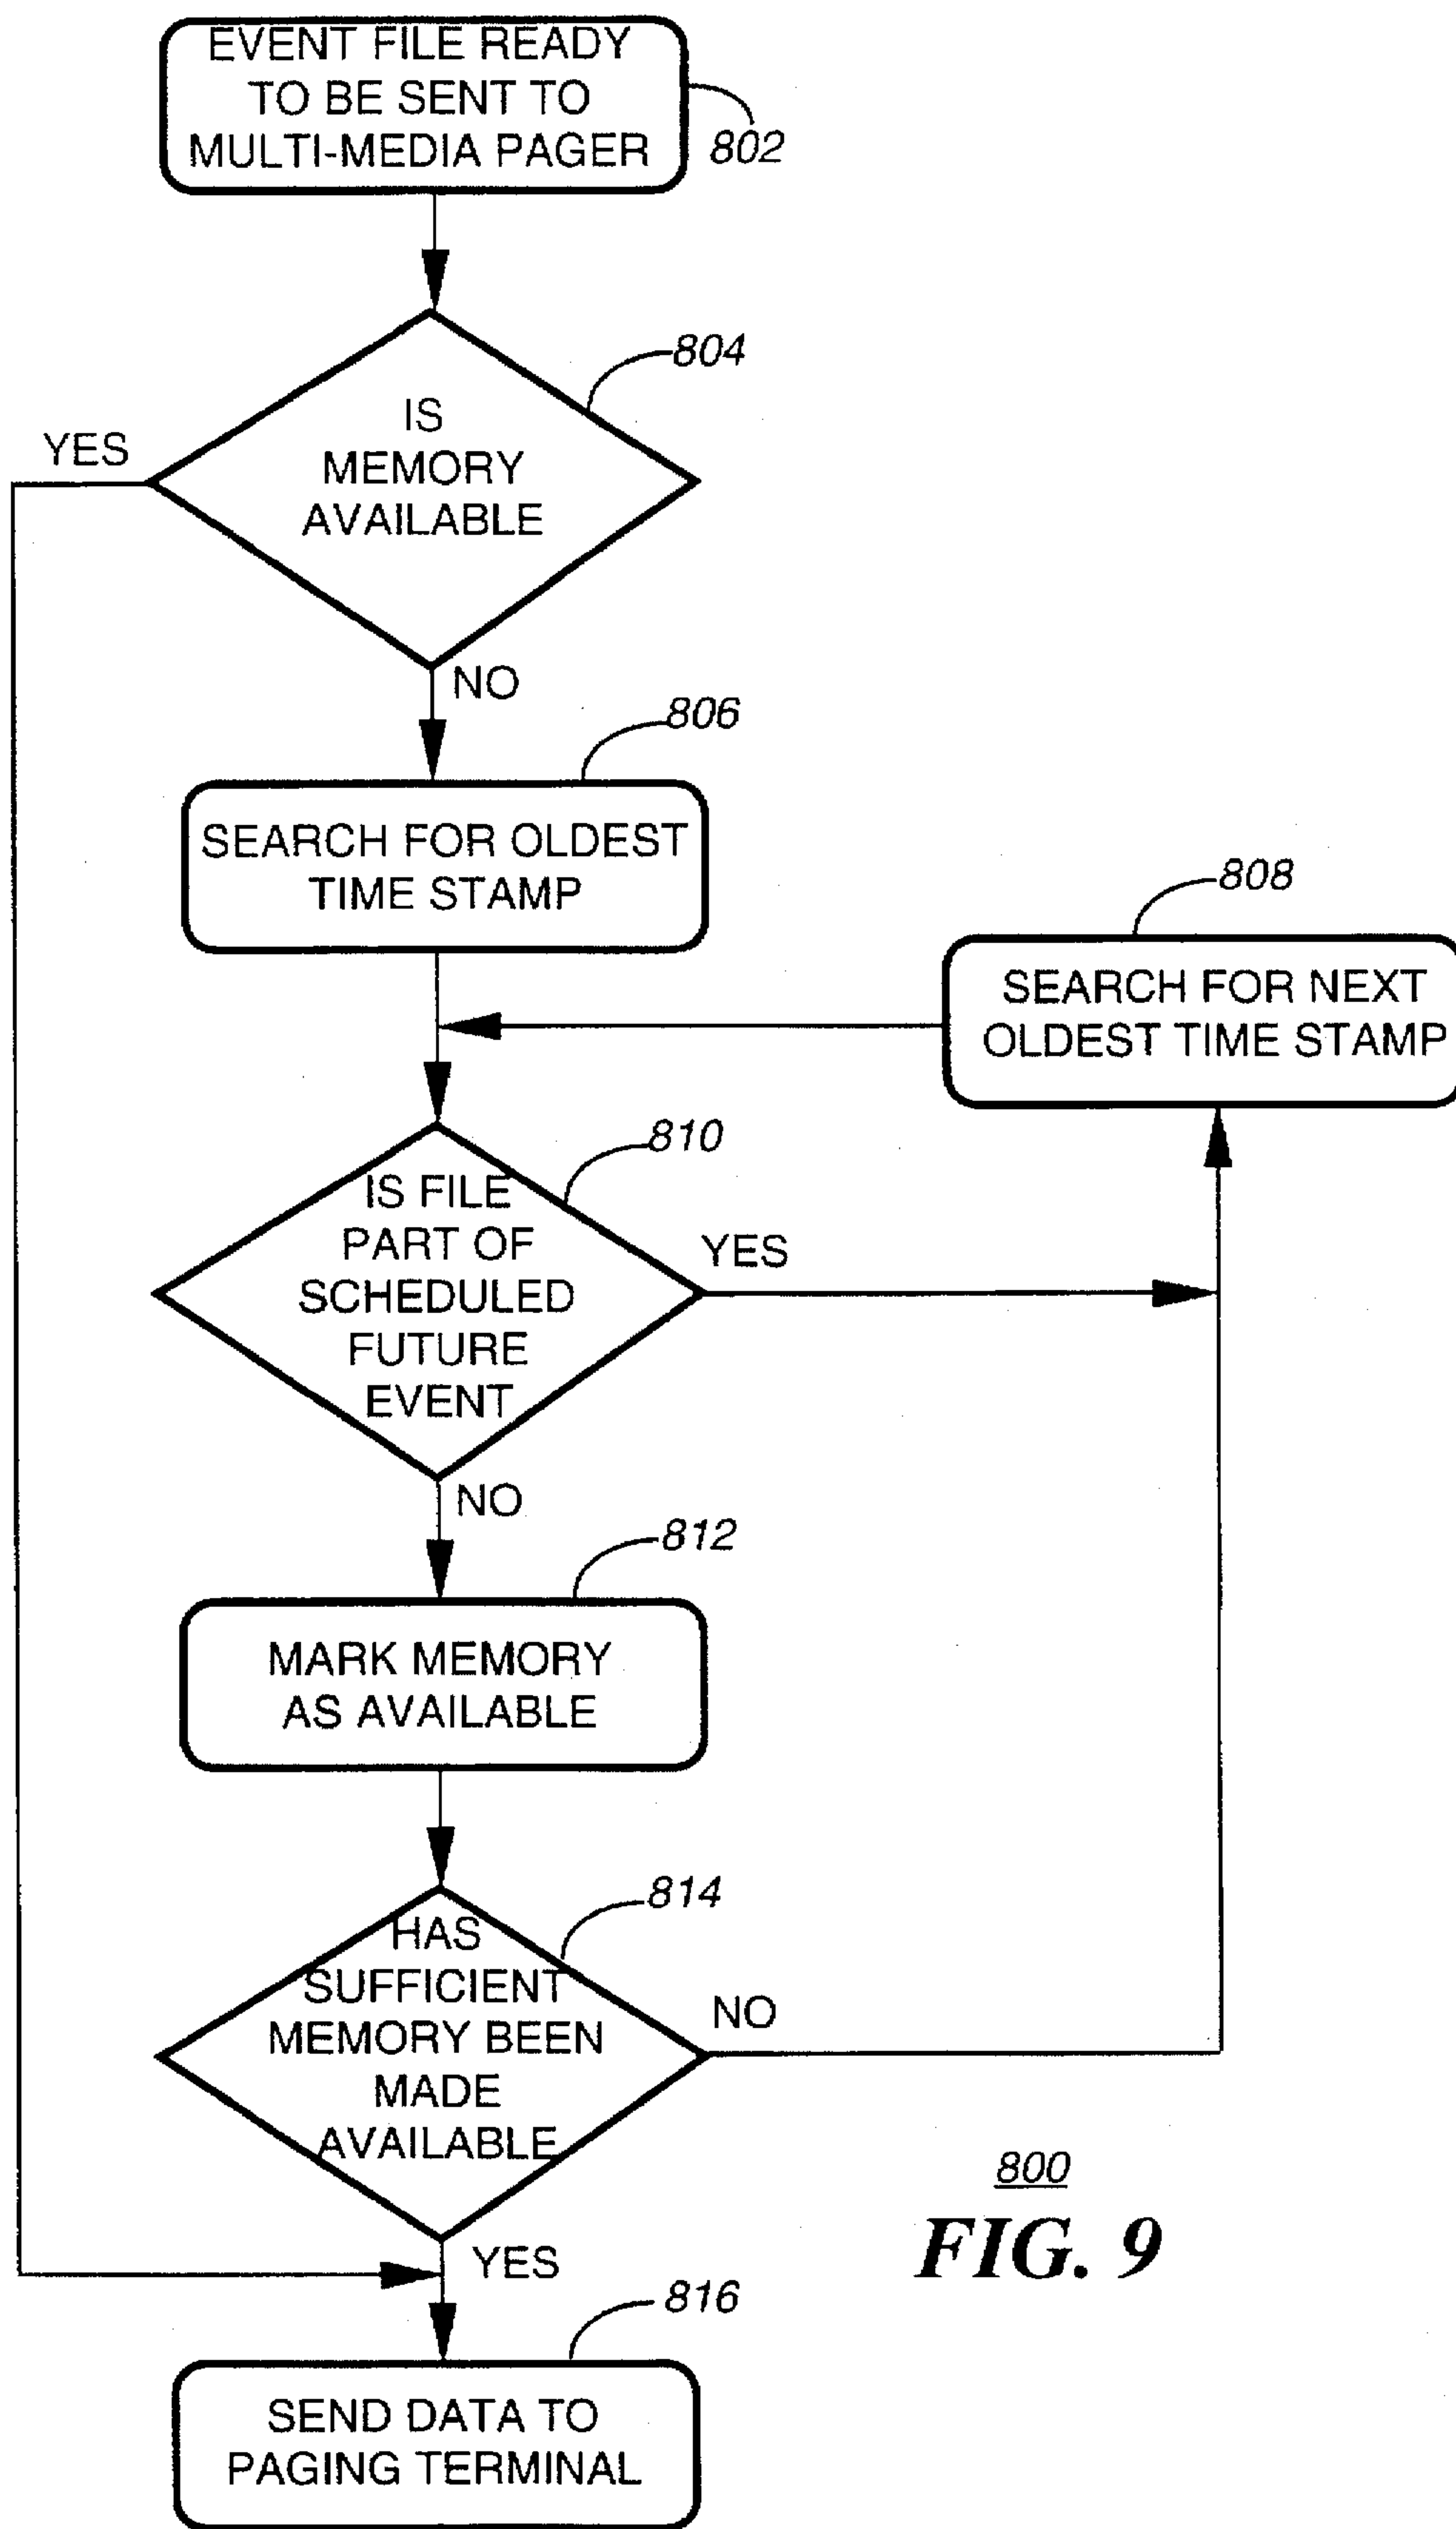 EVENT FILE READY
TO BE SENT TO
MULTI-MEDIA PAGER
802
804
IS
MEMORY
AVAILABLE
YES
NO
806
SEARCH FOR OLDEST
TIME STAMP
808
SEARCH FOR NEXT
OLDEST TIME STAMP
810
IS FILE
PART OF
SCHEDULED
FUTURE
EVENT
YES
NO
812
MARK MEMORY
AS AVAILABLE
814
HAS
SUFFICIENT
MEMORY BEEN
MADE
AVAILABLE
NO
YES
800
FIG. 9
816
SEND DATA TO
PAGING TERMINAL